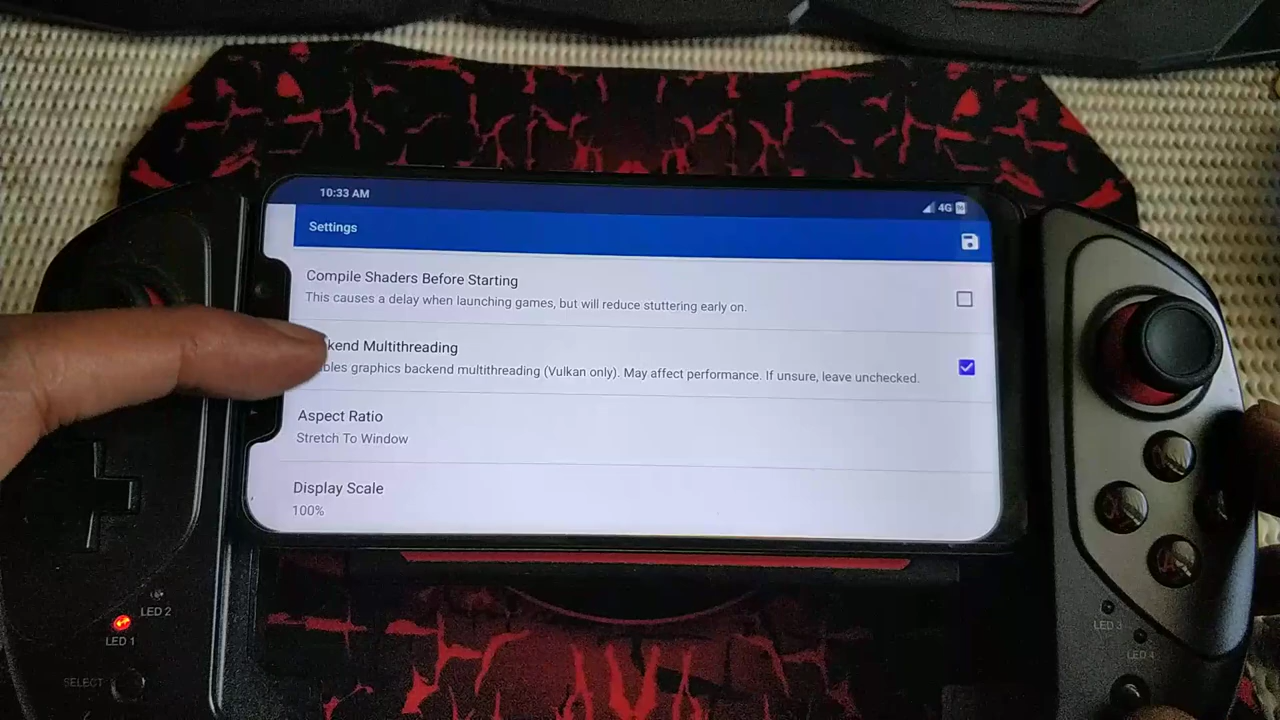 10:33 AM
4G
Settings
Compile Shaders Before Starting
This causes a delay when launching games, but will reduce stuttering early on.
kend Multithreading
bles graphics backend multithreading (Vulkan only). May affect performance. If unsure, leave unchecked.
Aspect Ratio
Stretch To Window
Display Scale
100%
LED 2
LED 1
SELECT
LED 3
LED 4